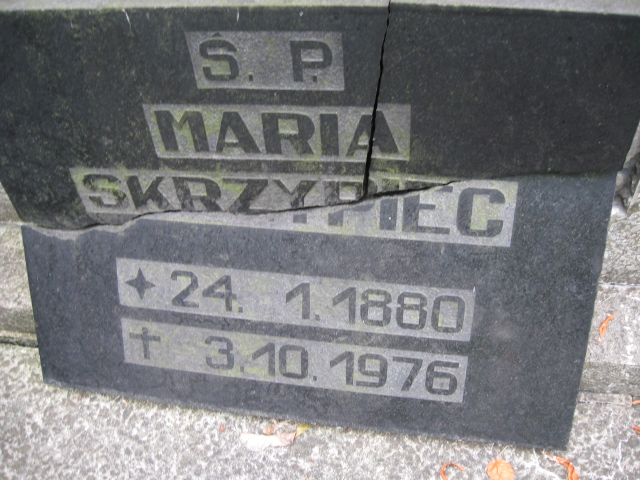 Ś. P.
MARIA
SKRZYPIEC
✦ 24. 1.1880
✝ 3.10.1976